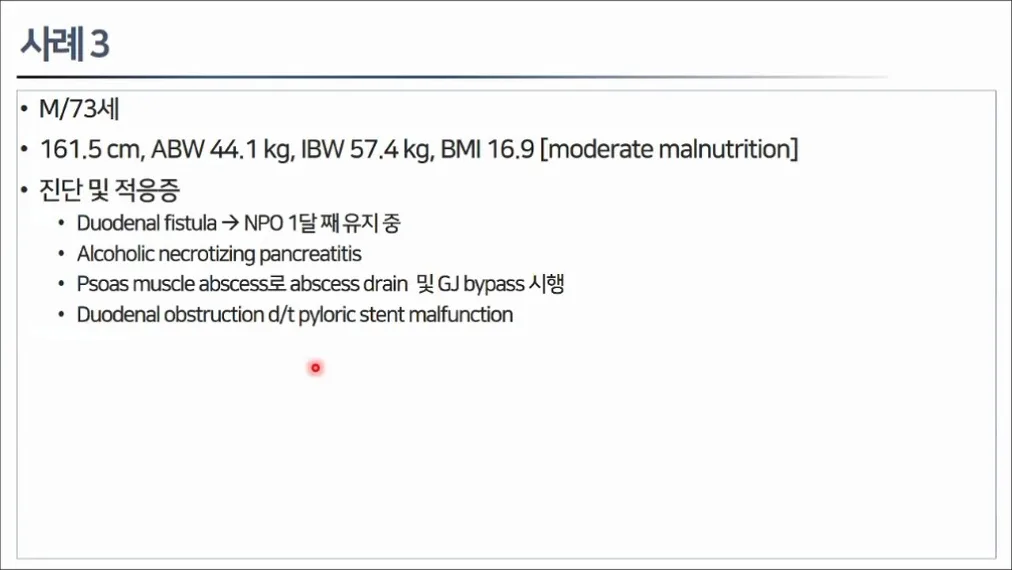 사례 3
• M/73세
• 161.5 cm, ABW 44.1 kg, IBW 57.4 kg, BMI 16.9 [moderate malnutrition]
• 진단 및 적응증
• Duodenal fistula → NPO 1달 째 유지 중
• Alcoholic necrotizing pancreatitis
• Psoas muscle abscess로 abscess drain 및 GJ bypass 시행
• Duodenal obstruction d/t pyloric stent malfunction